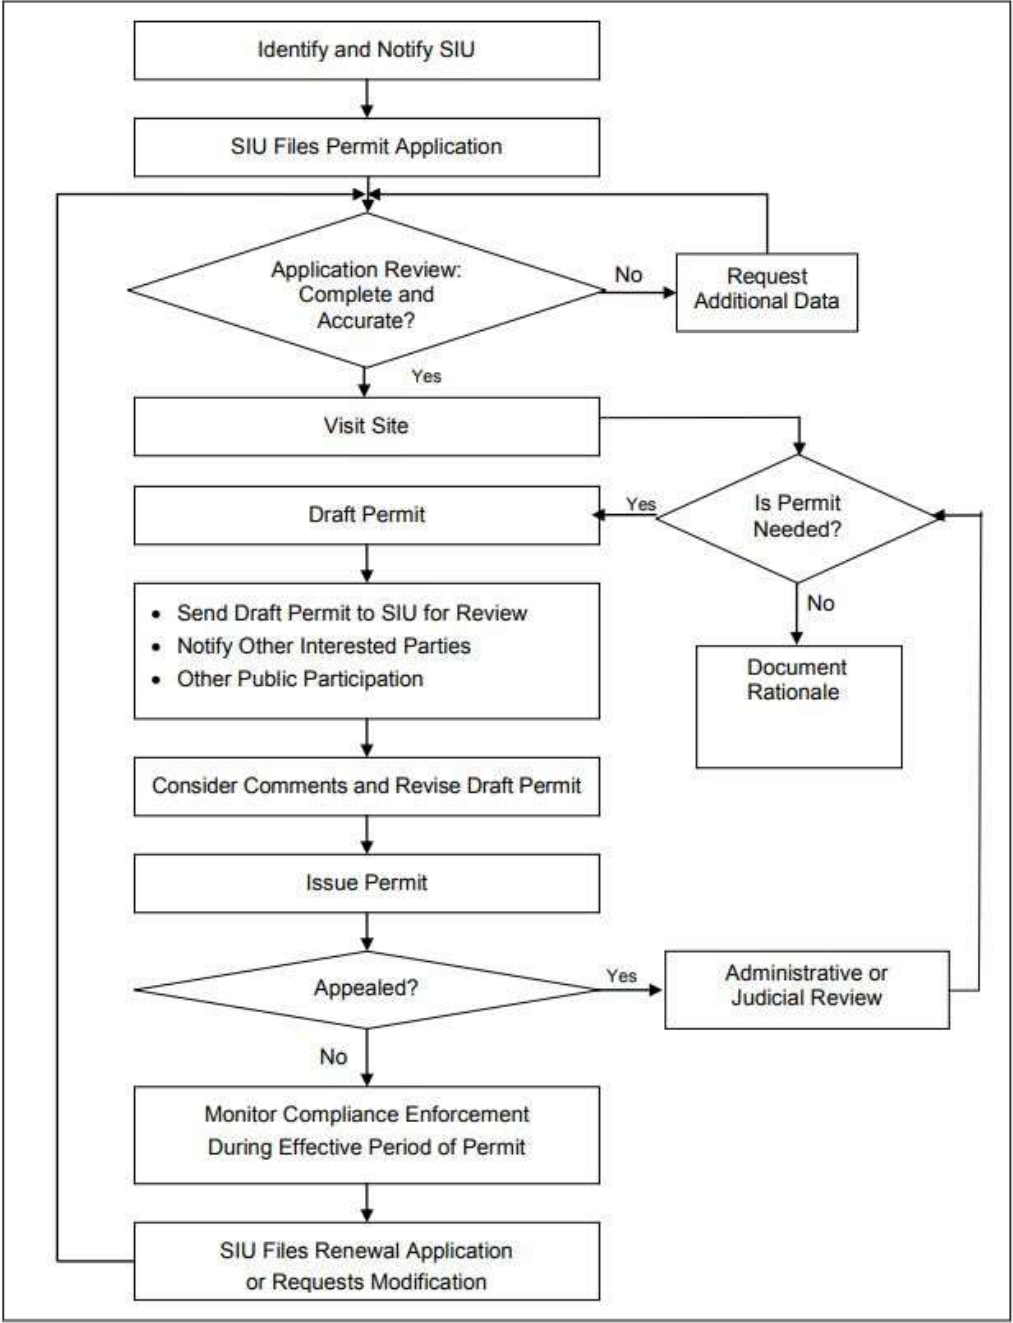 Identify and Notify SIU
SIU Files Permit Application
Application Review:
Complete and
Accurate?
No
Request
Additional Data
Yes
Visit Site
Is Permit
Needed?
Yes
Draft Permit
No
• Send Draft Permit to SIU for Review
• Notify Other Interested Parties
• Other Public Participation
Document
Rationale
Consider Comments and Revise Draft Permit
Issue Permit
Appealed?
Yes
Administrative or
Judicial Review
No
Monitor Compliance Enforcement
During Effective Period of Permit
SIU Files Renewal Application
or Requests Modification